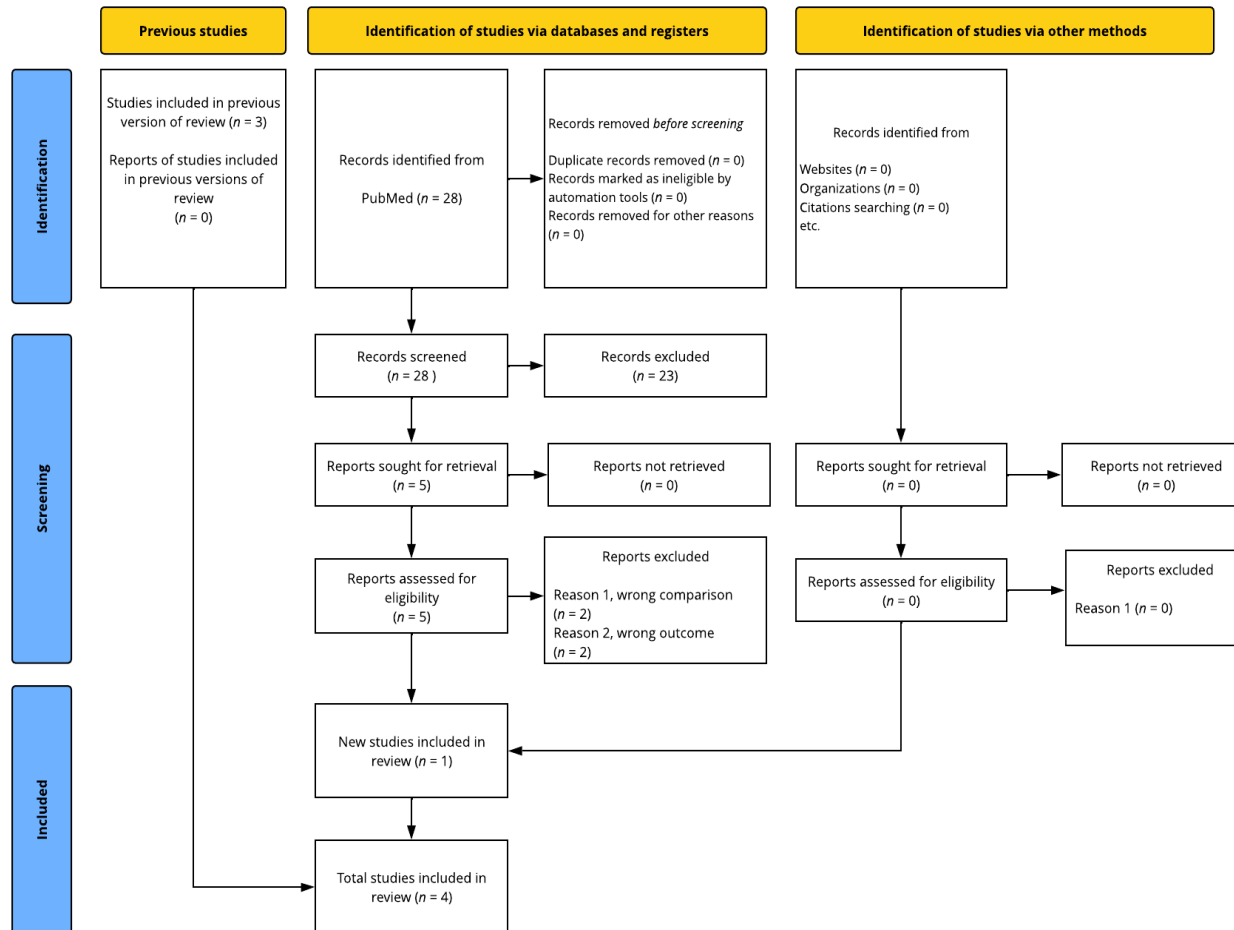 Previous studies
Identification of studies via databases and registers
Identification of studies via other methods
Identification
Studies included in previous
version of review (n = 3)
Reports of studies included
in previous versions of
review
(n = 0)
Records identified from
PubMed (n = 28)
Records removed before screening
Duplicate records removed (n = 0)
Records marked as ineligible by
automation tools (n = 0)
Records removed for other reasons
(n = 0)
Records identified from
Websites (n = 0)
Organizations (n = 0)
Citations searching (n = 0)
etc.
Screening
Records screened
(n = 28 )
Records excluded
(n = 23)
Reports sought for retrieval
(n = 5)
Reports not retrieved
(n = 0)
Reports sought for retrieval
(n = 0)
Reports not retrieved
(n = 0)
Reports assessed for
eligibility
(n = 5)
Reports excluded
Reason 1, wrong comparison
(n = 2)
Reason 2, wrong outcome
(n = 2)
Reports assessed for eligibility
(n = 0)
Reports excluded
Reason 1 (n = 0)
Included
New studies included in
review (n = 1)
Total studies included in
review (n = 4)